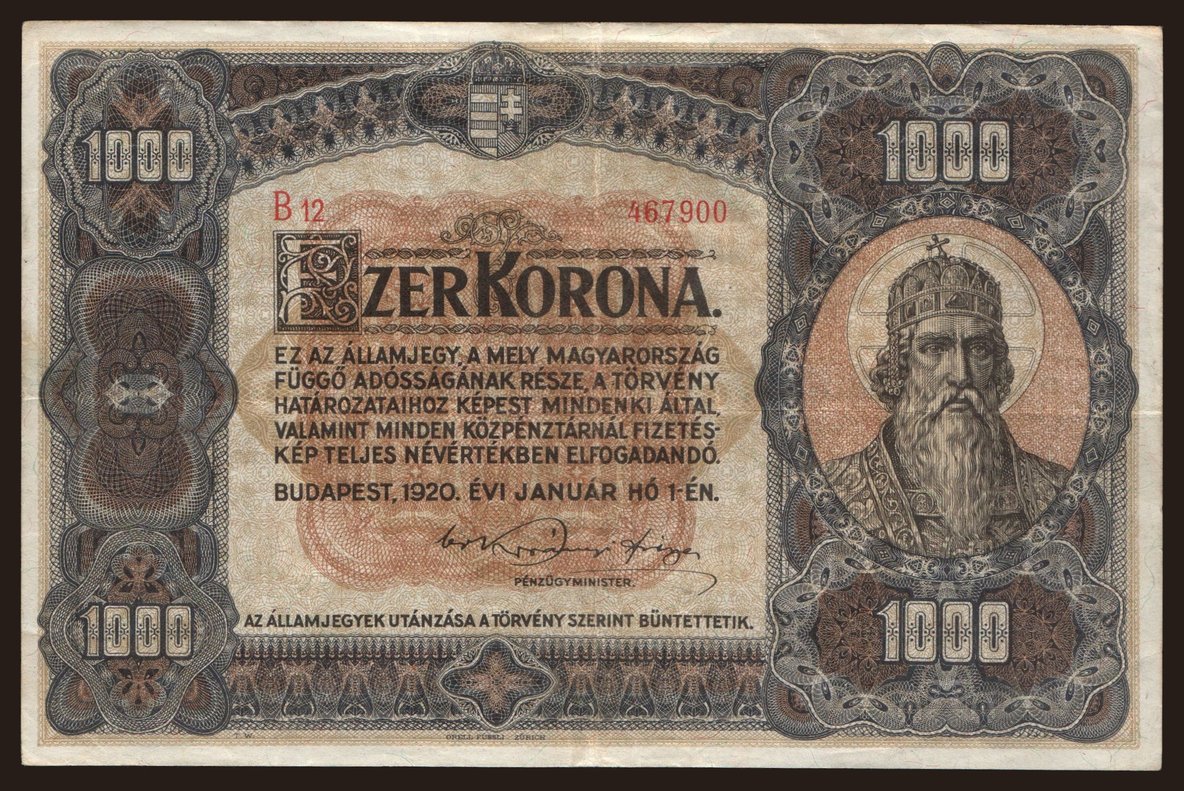 1000
1000
B 12 467900
EZER KORONA.
EZ AZ ÁLLAMJEGY, A MELY MAGYARORSZÁG
FÜGGŐ ADÓSSÁGÁNAK RÉSZE, A TÖRVÉNY
HATÁROZATAIHOZ KÉPEST MINDENKI ÁLTAL,
VALAMINT MINDEN KÖZPÉNZTÁRNÁL FIZETÉS-
KÉP TELJES NÉVÉRTÉKBEN ELFOGADANDÓ.
BUDAPEST, 1920. ÉVI JANUÁR HÓ 1-ÉN.
PÉNZÜGYMINISTER.
1000
1000
AZ ÁLLAMJEGYEK UTÁNZÁSA A TÖRVÉNY SZERINT BÜNTETTETIK.
T. W. ORELL FÜSSLI ZÜRICH